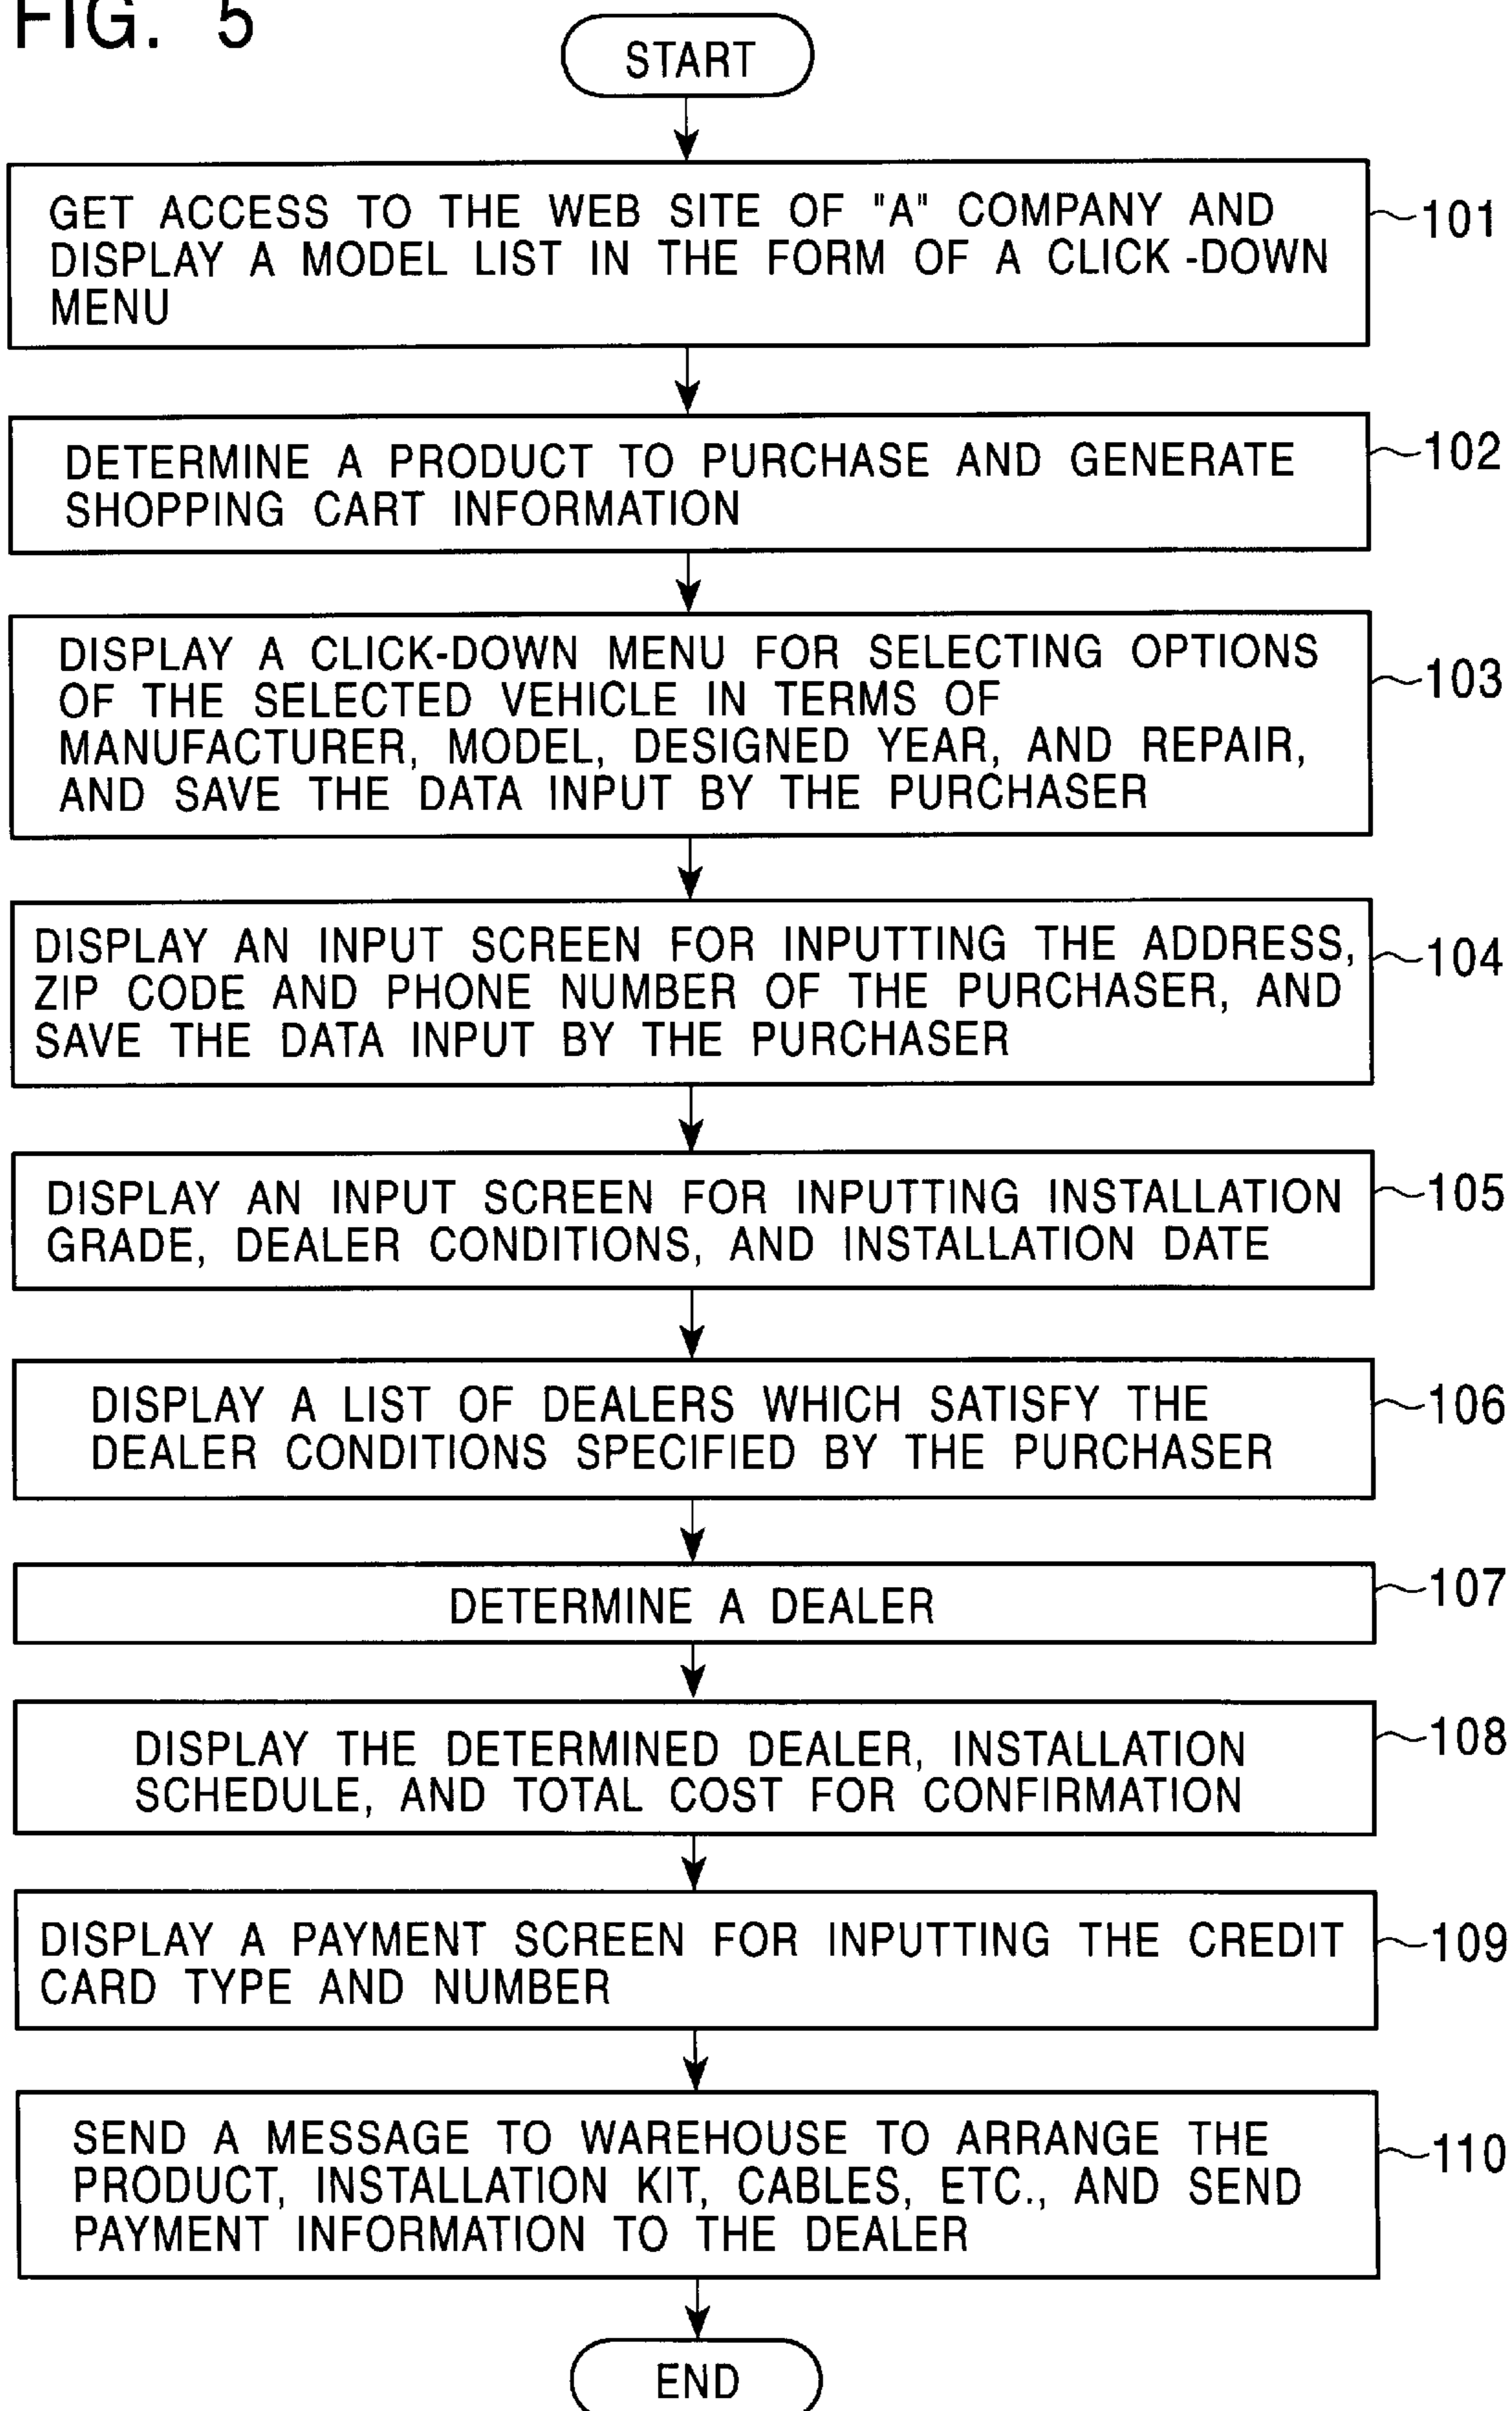 FIG. 5
START
GET ACCESS TO THE WEB SITE OF "A" COMPANY AND
DISPLAY A MODEL LIST IN THE FORM OF A CLICK-DOWN
MENU
101
DETERMINE A PRODUCT TO PURCHASE AND GENERATE
SHOPPING CART INFORMATION
102
DISPLAY A CLICK-DOWN MENU FOR SELECTING OPTIONS
OF THE SELECTED VEHICLE IN TERMS OF
MANUFACTURER, MODEL, DESIGNED YEAR, AND REPAIR,
AND SAVE THE DATA INPUT BY THE PURCHASER
103
DISPLAY AN INPUT SCREEN FOR INPUTTING THE ADDRESS,
ZIP CODE AND PHONE NUMBER OF THE PURCHASER, AND
SAVE THE DATA INPUT BY THE PURCHASER
104
DISPLAY AN INPUT SCREEN FOR INPUTTING INSTALLATION
GRADE, DEALER CONDITIONS, AND INSTALLATION DATE
105
DISPLAY A LIST OF DEALERS WHICH SATISFY THE
DEALER CONDITIONS SPECIFIED BY THE PURCHASER
106
DETERMINE A DEALER
107
DISPLAY THE DETERMINED DEALER, INSTALLATION
SCHEDULE, AND TOTAL COST FOR CONFIRMATION
108
DISPLAY A PAYMENT SCREEN FOR INPUTTING THE CREDIT
CARD TYPE AND NUMBER
109
SEND A MESSAGE TO WAREHOUSE TO ARRANGE THE
PRODUCT, INSTALLATION KIT, CABLES, ETC., AND SEND
PAYMENT INFORMATION TO THE DEALER
110
END